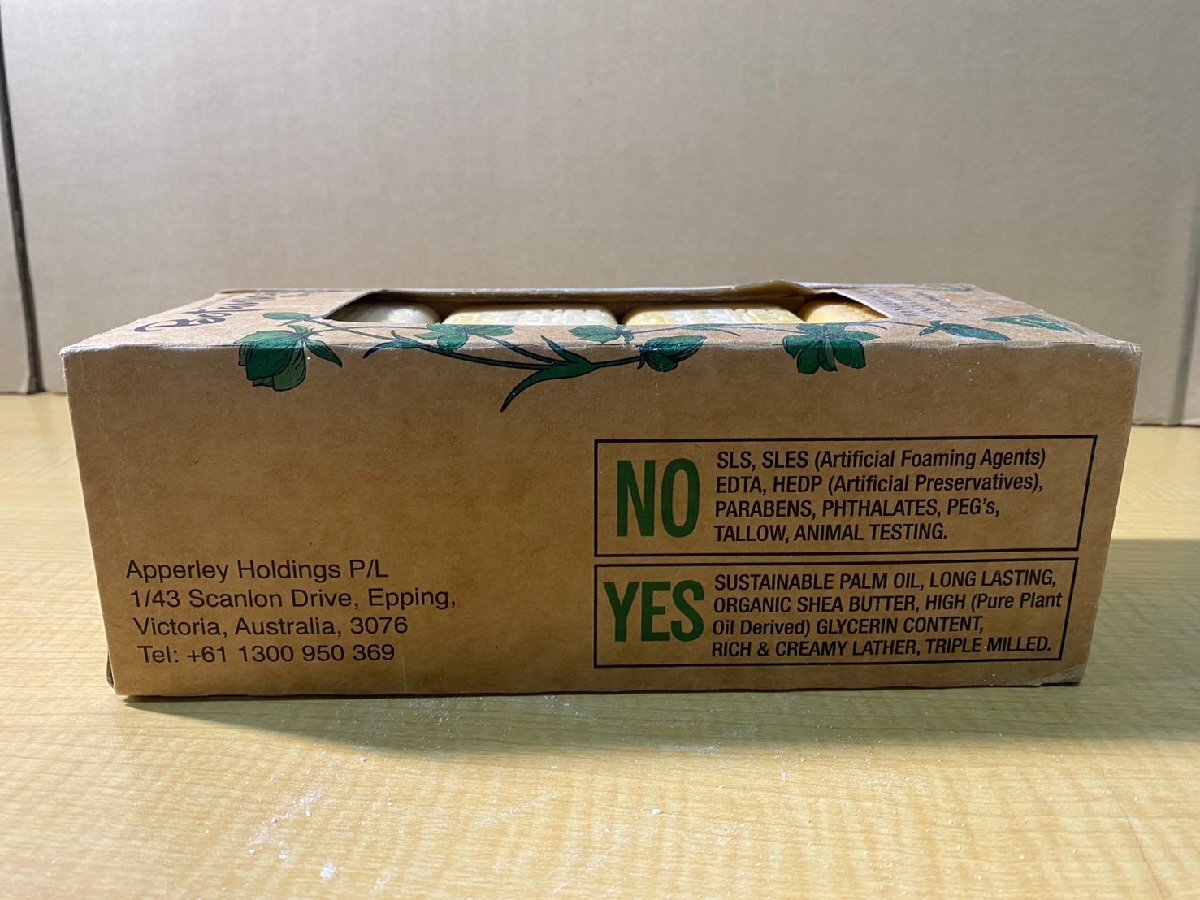 Apperley Holdings P/L
1/43 Scanlon Drive, Epping,
Victoria, Australia, 3076
Tel: +61 1300 950 369
NO
SLS, SLES (Artificial Foaming Agents)
EDTA, HEDP (Artificial Preservatives),
PARABENS, PHTHALATES, PEG's,
TALLOW, ANIMAL TESTING.
YES
SUSTAINABLE PALM OIL, LONG LASTING,
ORGANIC SHEA BUTTER, HIGH (Pure Plant
Oil Derived) GLYCERIN CONTENT,
RICH & CREAMY LATHER, TRIPLE MILLED.